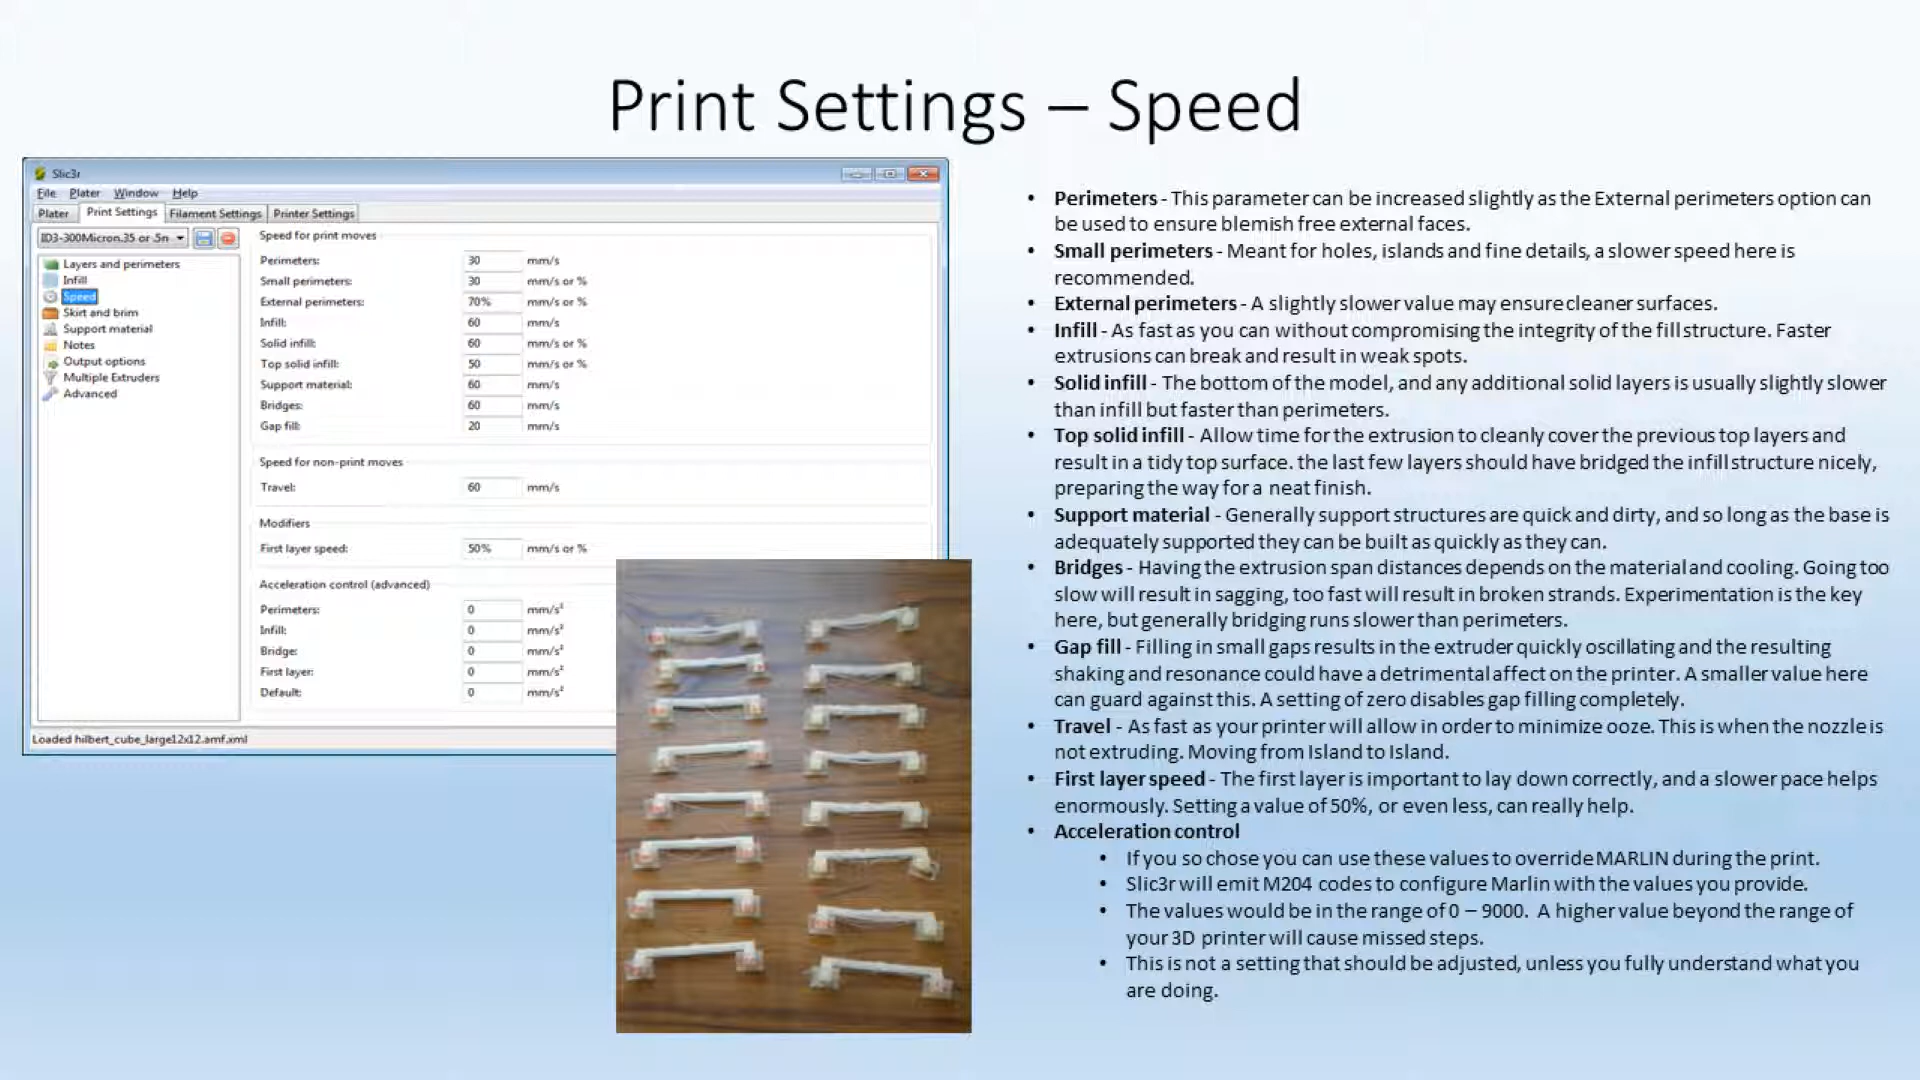 Print Settings – Speed
Slic3r
File Plater Window Help
Plater Print Settings Filament Settings Printer Settings
ID3-300Micron.35 or .5n
Layers and perimeters
Infill
Speed
Skirt and brim
Support material
Notes
Output options
Multiple Extruders
Advanced
Speed for print moves
Perimeters: 30 mm/s
Small perimeters: 30 mm/s or %
External perimeters: 70% mm/s or %
Infill: 60 mm/s
Solid infill: 60 mm/s or %
Top solid infill: 50 mm/s or %
Support material: 60 mm/s
Bridges: 60 mm/s
Gap fill: 20 mm/s
Speed for non-print moves
Travel: 60 mm/s
Modifiers
First layer speed: 50% mm/s or %
Acceleration control (advanced)
Perimeters: 0 mm/s²
Infill: 0 mm/s²
Bridge: 0 mm/s²
First layer: 0 mm/s²
Default: 0 mm/s²
Loaded hilbert_cube_large12x12.amf.xml
• Perimeters - This parameter can be increased slightly as the External perimeters option can
be used to ensure blemish free external faces.
• Small perimeters - Meant for holes, islands and fine details, a slower speed here is
recommended.
• External perimeters - A slightly slower value may ensure cleaner surfaces.
• Infill - As fast as you can without compromising the integrity of the fill structure. Faster
extrusions can break and result in weak spots.
• Solid infill - The bottom of the model, and any additional solid layers is usually slightly slower
than infill but faster than perimeters.
• Top solid infill - Allow time for the extrusion to cleanly cover the previous top layers and
result in a tidy top surface. the last few layers should have bridged the infill structure nicely,
preparing the way for a neat finish.
• Support material - Generally support structures are quick and dirty, and so long as the base is
adequately supported they can be built as quickly as they can.
• Bridges - Having the extrusion span distances depends on the material and cooling. Going too
slow will result in sagging, too fast will result in broken strands. Experimentation is the key
here, but generally bridging runs slower than perimeters.
• Gap fill - Filling in small gaps results in the extruder quickly oscillating and the resulting
shaking and resonance could have a detrimental affect on the printer. A smaller value here
can guard against this. A setting of zero disables gap filling completely.
• Travel - As fast as your printer will allow in order to minimize ooze. This is when the nozzle is
not extruding. Moving from Island to Island.
• First layer speed - The first layer is important to lay down correctly, and a slower pace helps
enormously. Setting a value of 50%, or even less, can really help.
• Acceleration control
• If you so chose you can use these values to override MARLIN during the print.
• Slic3r will emit M204 codes to configure Marlin with the values you provide.
• The values would be in the range of 0 – 9000. A higher value beyond the range of
your 3D printer will cause missed steps.
• This is not a setting that should be adjusted, unless you fully understand what you
are doing.